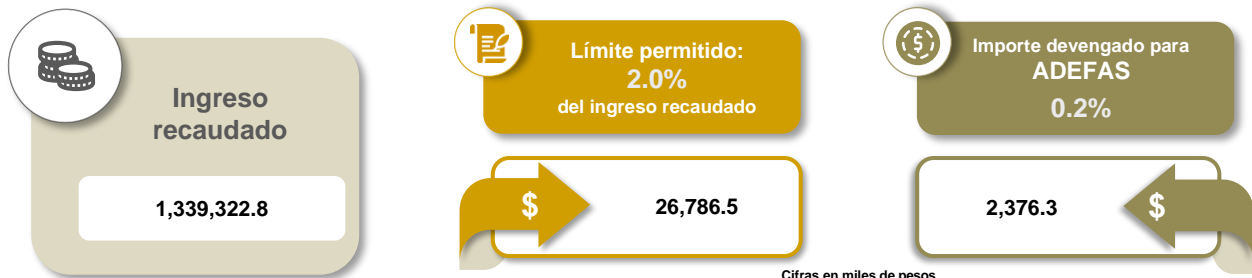 Ingreso
recaudado
1,339,322.8
Límite permitido:
2.0%
del ingreso recaudado
$
26,786.5
Importe devengado para
ADEFAS
0.2%
2,376.3
$
Cifras en miles de pesos